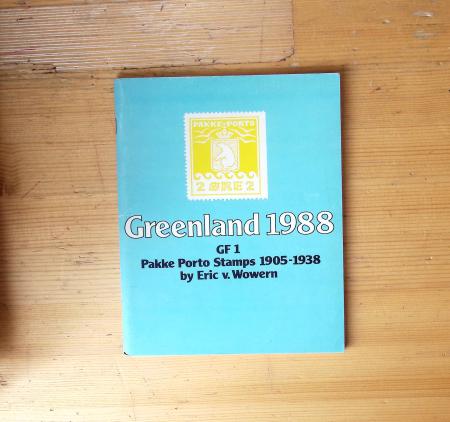 PAKKE-PORTO
2 ØRE 2
Greenland 1988
GF 1
Pakke Porto Stamps 1905-1938
by Eric v. Wowern